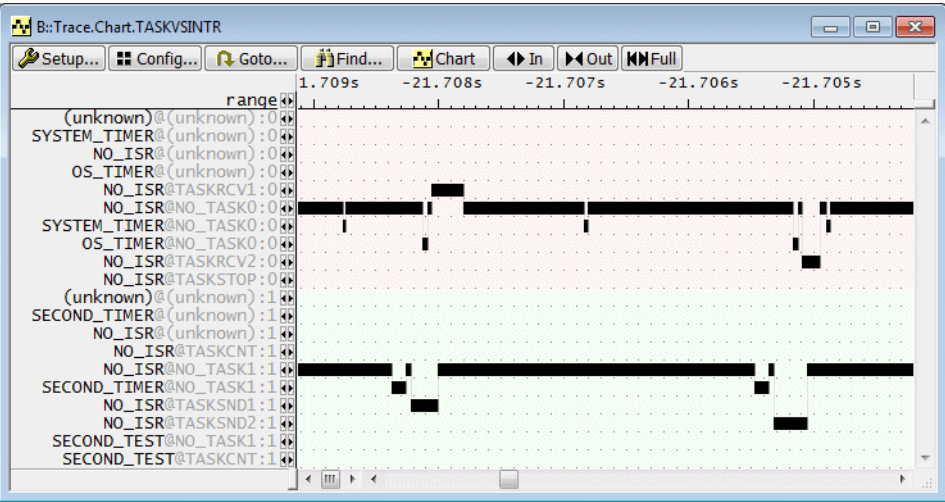 B::Trace.Chart.TASKVSINTR
Setup... Config... Goto... Find... Chart In Out Full
1.709s -21.708s -21.707s -21.706s -21.705s
range
(unknown)@(unknown):0
SYSTEM_TIMER@(unknown):0
NO_ISR@(unknown):0
OS_TIMER@(unknown):0
NO_ISR@TASKRCV1:0
NO_ISR@NO_TASK0:0
SYSTEM_TIMER@NO_TASK0:0
OS_TIMER@NO_TASK0:0
NO_ISR@TASKRCV2:0
NO_ISR@TASKSTOP:0
(unknown)@(unknown):1
SECOND_TIMER@(unknown):1
NO_ISR@(unknown):1
NO_ISR@TASKCNT:1
NO_ISR@NO_TASK1:1
SECOND_TIMER@NO_TASK1:1
NO_ISR@TASKSND1:1
NO_ISR@TASKSND2:1
SECOND_TEST@NO_TASK1:1
SECOND_TEST@TASKCNT:1